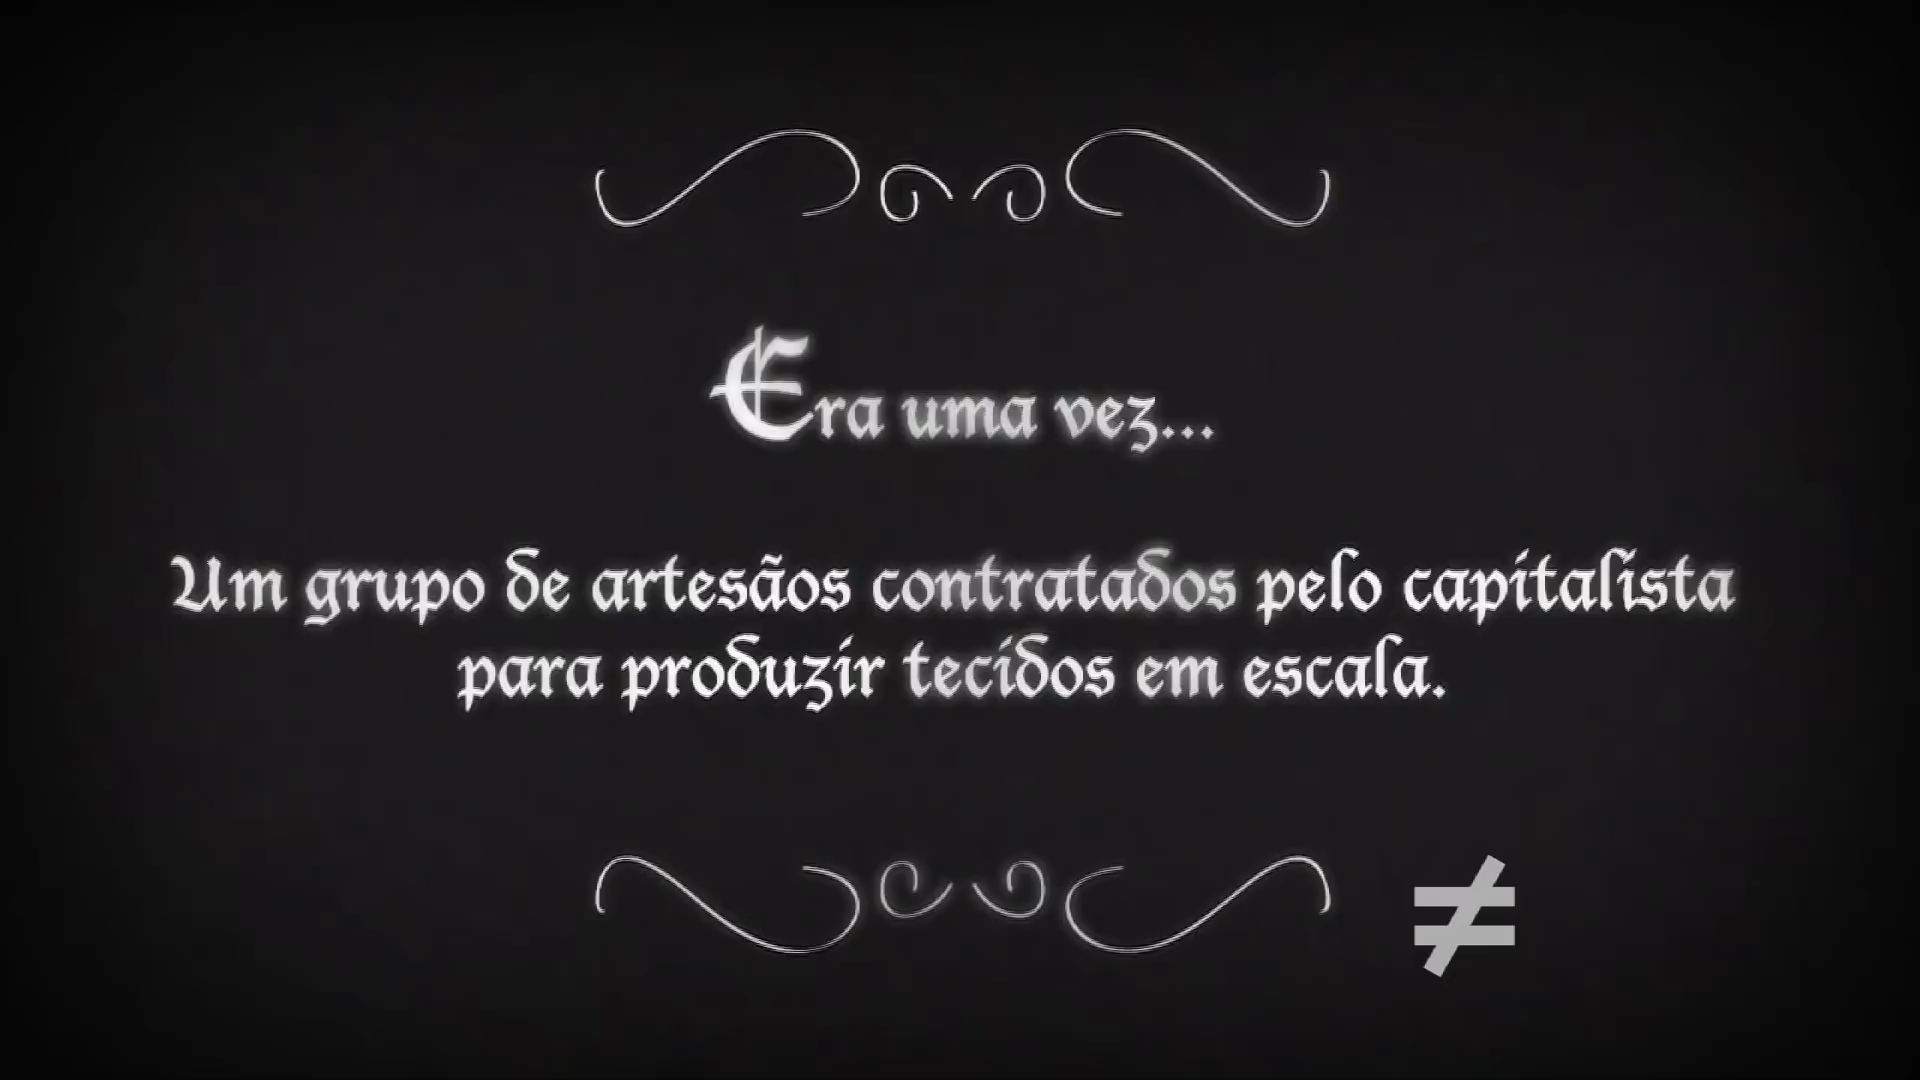 Era uma vez...
Um grupo de artesãos contratados pelo capitalista
para produzir tecidos em escala.
≠